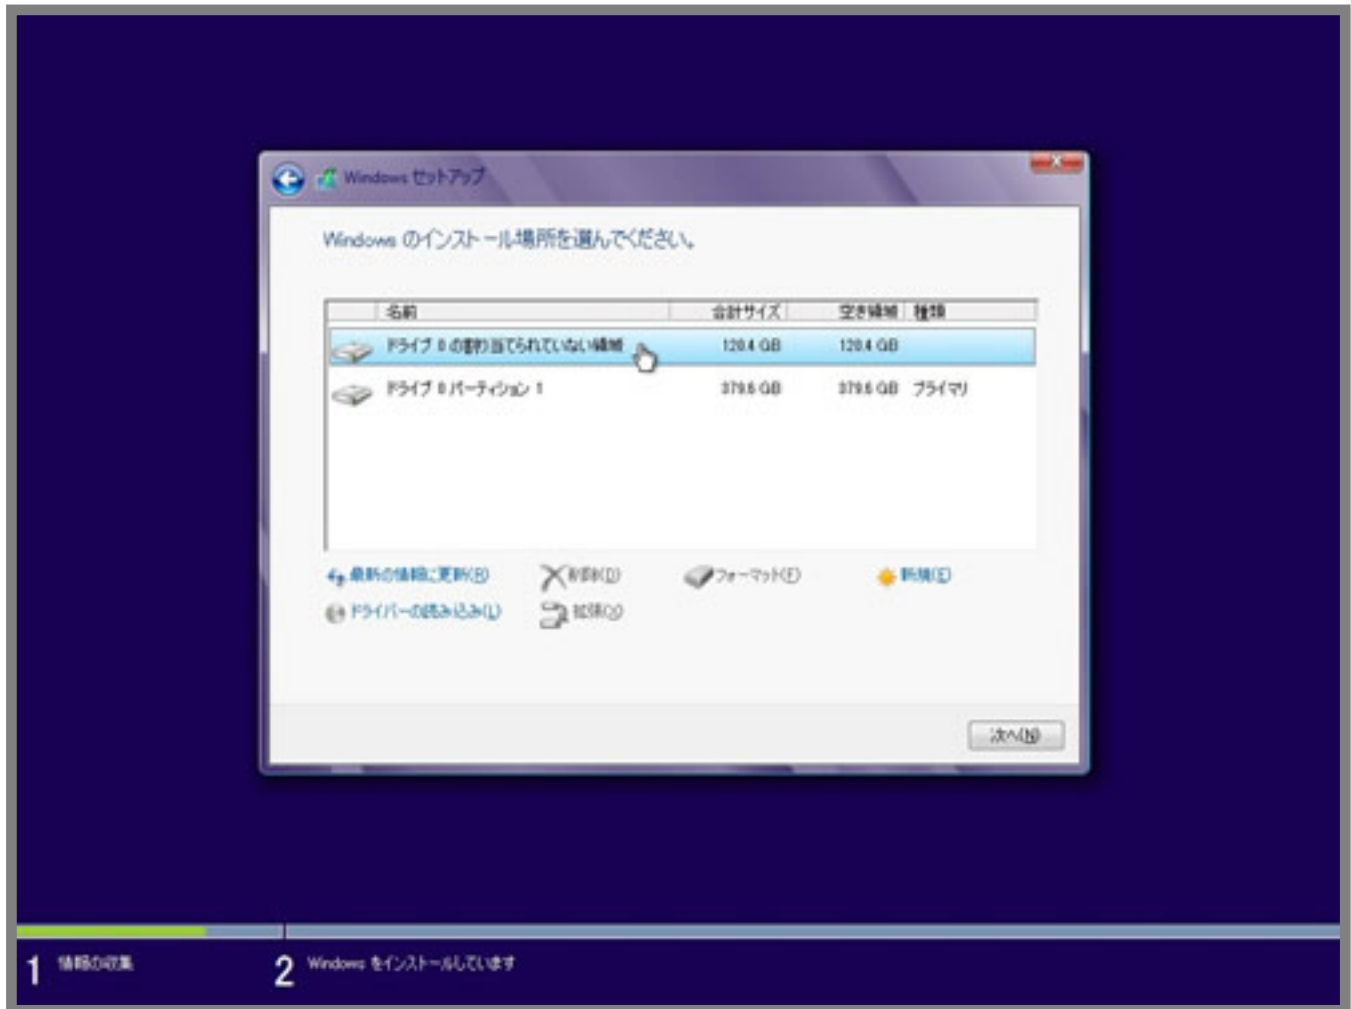 Windows セットアップ
Windows のインストール場所を選んでください。
名前 合計サイズ 空き領域 種類
ドライブ 0 の割り当てられていない領域 120.4 GB 120.4 GB
ドライブ 0 パーティション 1 379.6 GB 379.6 GB プライマリ
最新の情報に更新(R) 削除(D) フォーマット(F) 新規(E)
ドライバーの読み込み(L) 拡張(X)
次へ(N)
1 情報の収集 2 Windows をインストールしています